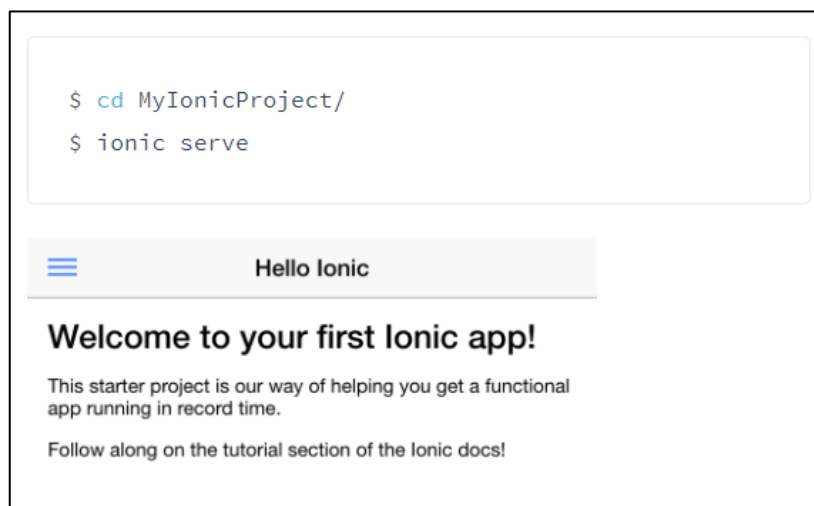 $ cd MyIonicProject/
$ ionic serve
Hello Ionic
Welcome to your first Ionic app!
This starter project is our way of helping you get a functional
app running in record time.
Follow along on the tutorial section of the Ionic docs!